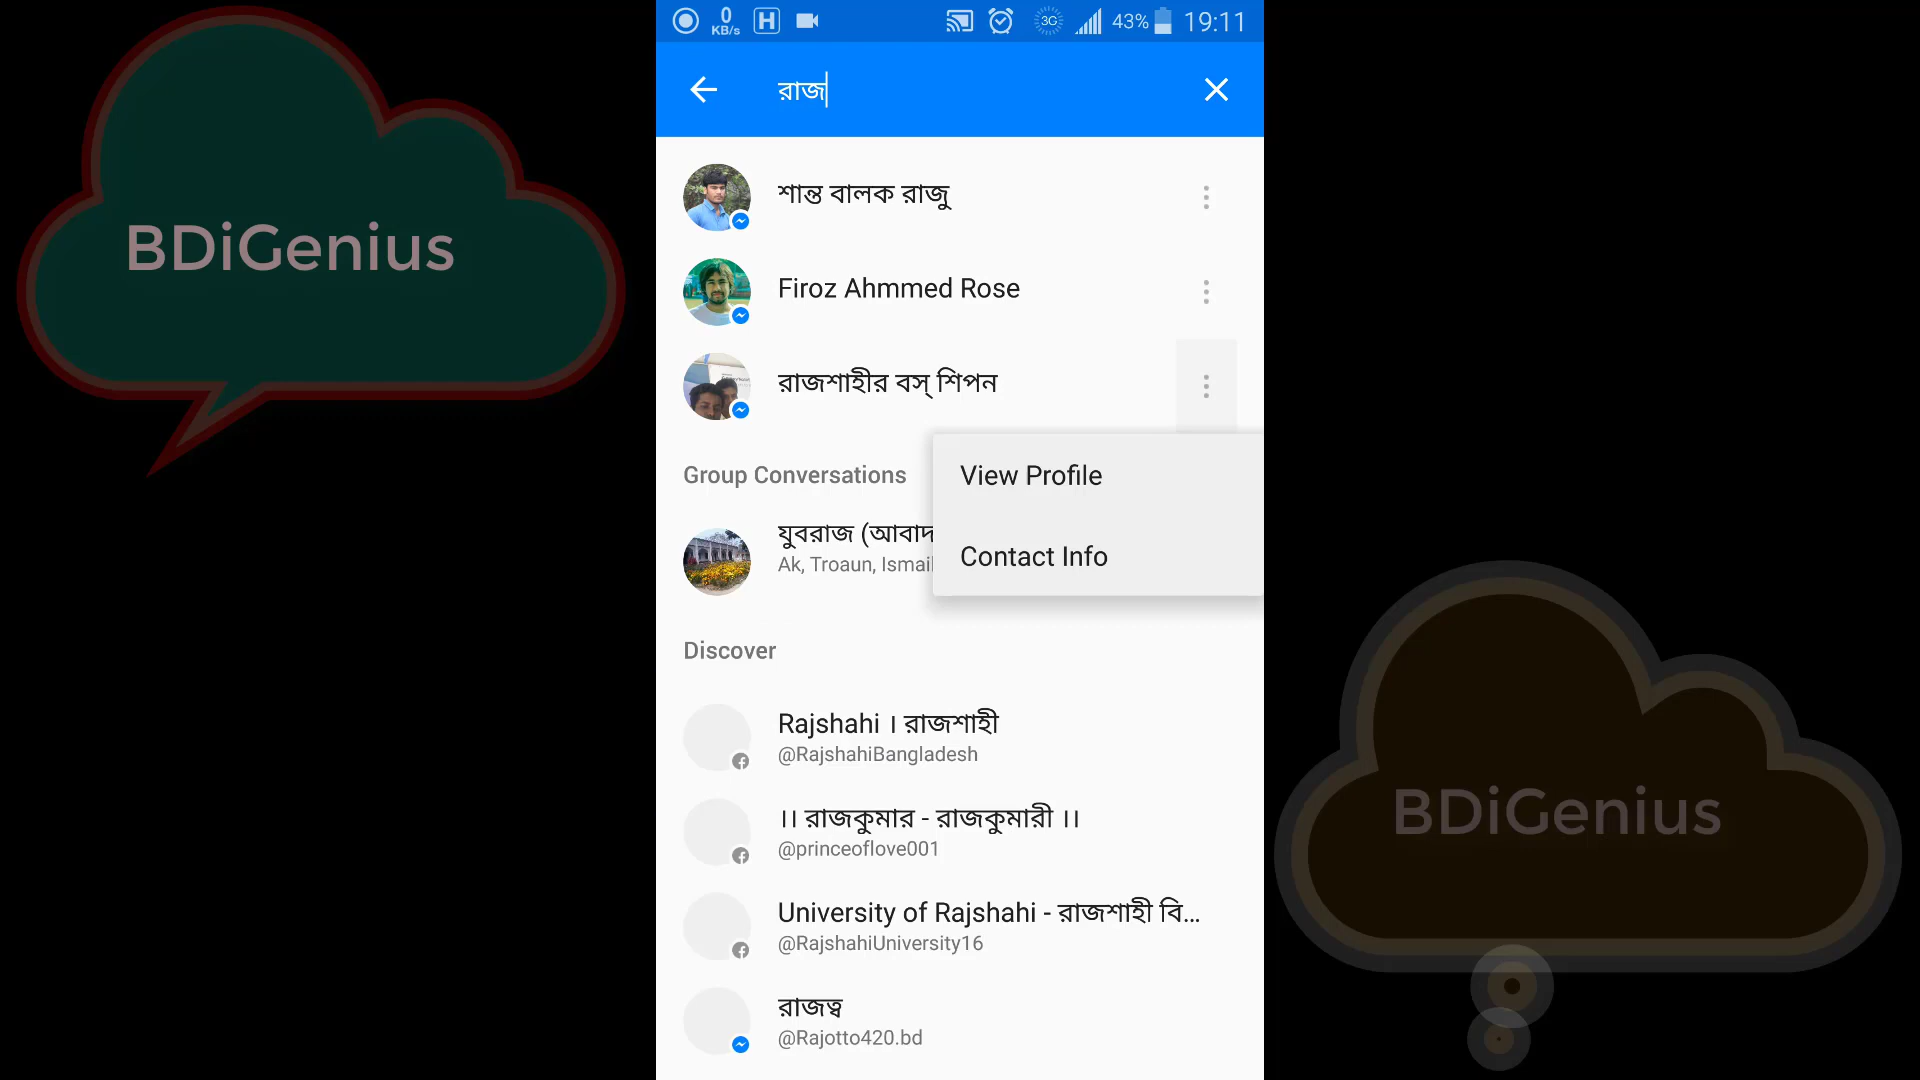 0
KB/s
H
3G
43%
19:11
রাজ
BDiGenius
শান্ত বালক রাজু
Firoz Ahmmed Rose
রাজশাহীর বস্ শিপন
View Profile
Group Conversations
যুবরাজ (আবাদ
Ak, Troaun, Ismail
Contact Info
Discover
Rajshahi । রাজশাহী
@RajshahiBangladesh
।। রাজকুমার - রাজকুমারী ।।
@princeoflove001
BDiGenius
University of Rajshahi - রাজশাহী বি...
@RajshahiUniversity16
রাজত্ব
@Rajotto420.bd